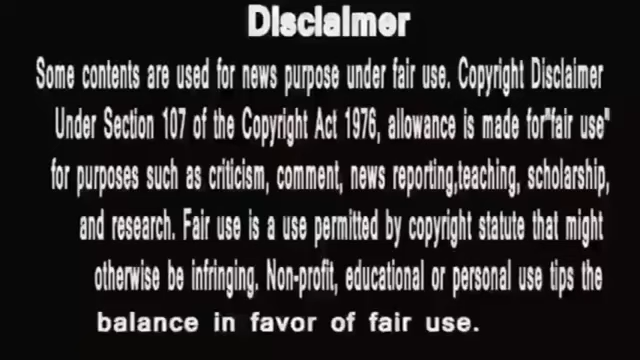 Disclaimer
Some contents are used for news purpose under fair use. Copyright Disclaimer
Under Section 107 of the Copyright Act 1976, allowance is made for"fair use"
for purposes such as criticism, comment, news reporting,teaching, scholarship,
and research. Fair use is a use permitted by copyright statute that might
otherwise be infringing. Non-profit, educational or personal use tips the
balance in favor of fair use.